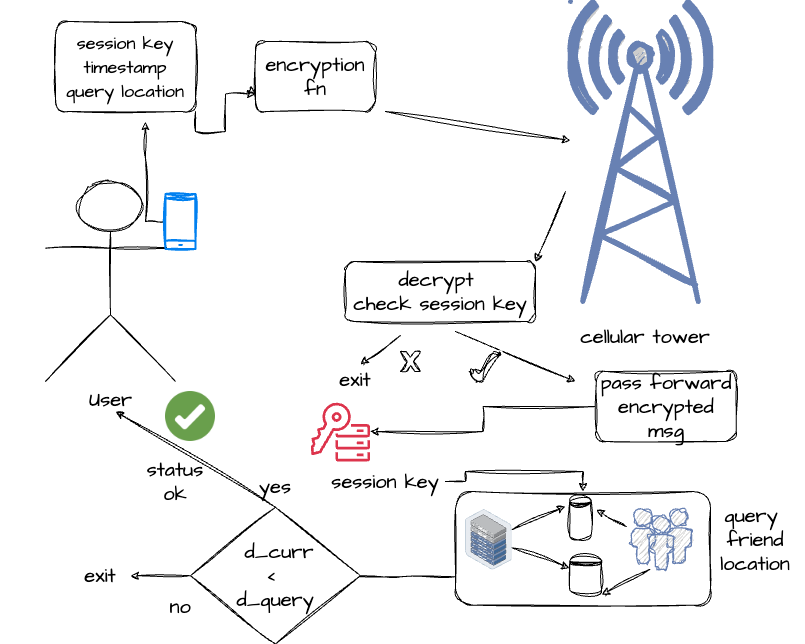 session key
timestamp
query location
encryption
fn
decrypt
check session key
cellular tower
exit
X
pass forward
encrypted
msg
user
status
ok
yes
session key
query
friend
location
d_curr
<
d_query
exit
no